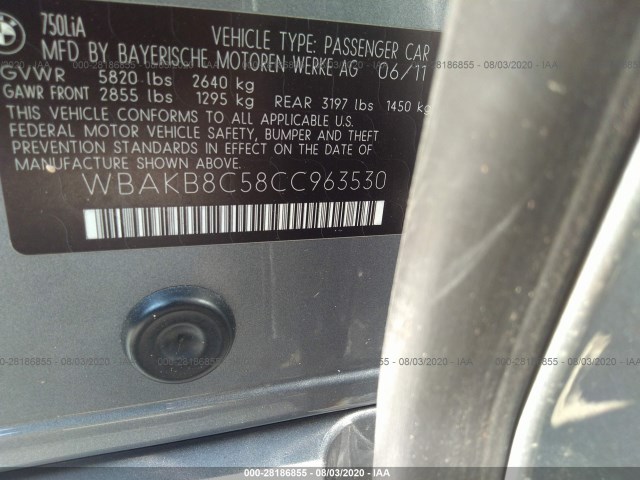 BMW
750LiA
VEHICLE TYPE: PASSENGER CAR
MFD BY BAYERISCHE MOTOREN WERKE AG 06/11
GVWR 5820 lbs 2640 kg
GAWR FRONT 2855 lbs 1295 kg REAR 3197 lbs 1450 kg
THIS VEHICLE CONFORMS TO ALL APPLICABLE U.S.
FEDERAL MOTOR VEHICLE SAFETY, BUMPER AND THEFT
PREVENTION STANDARDS IN EFFECT ON THE DATE
OF MANUFACTURE SHOWN ABOVE.
WBAKB8C58CC963530
000-28186855 - 08/03/2020 - IAA